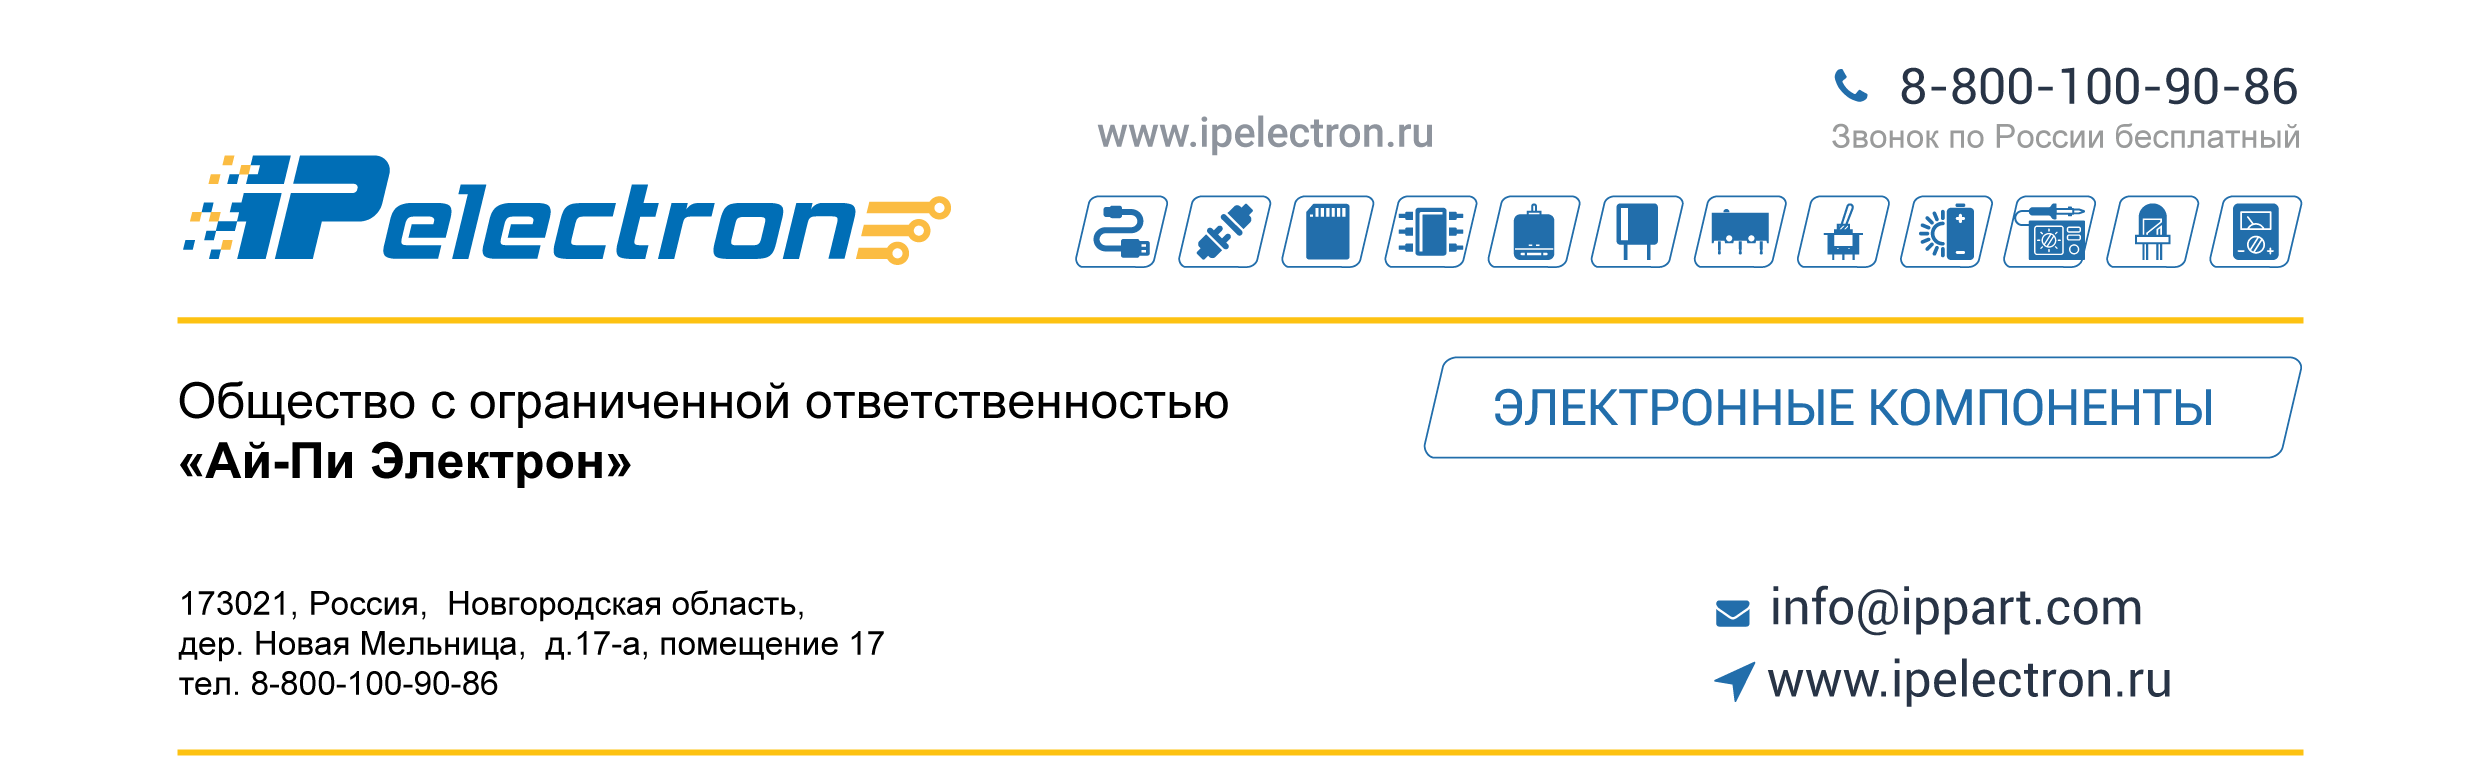 8-800-100-90-86
www.ipelectron.ru
Звонок по России бесплатный
iPelectron
Общество с ограниченной ответственностью
«Ай-Пи Электрон»
ЭЛЕКТРОННЫЕ КОМПОНЕНТЫ
173021, Россия, Новгородская область,
дер. Новая Мельница, д.17-а, помещение 17
тел. 8-800-100-90-86
info@ippart.com
www.ipelectron.ru